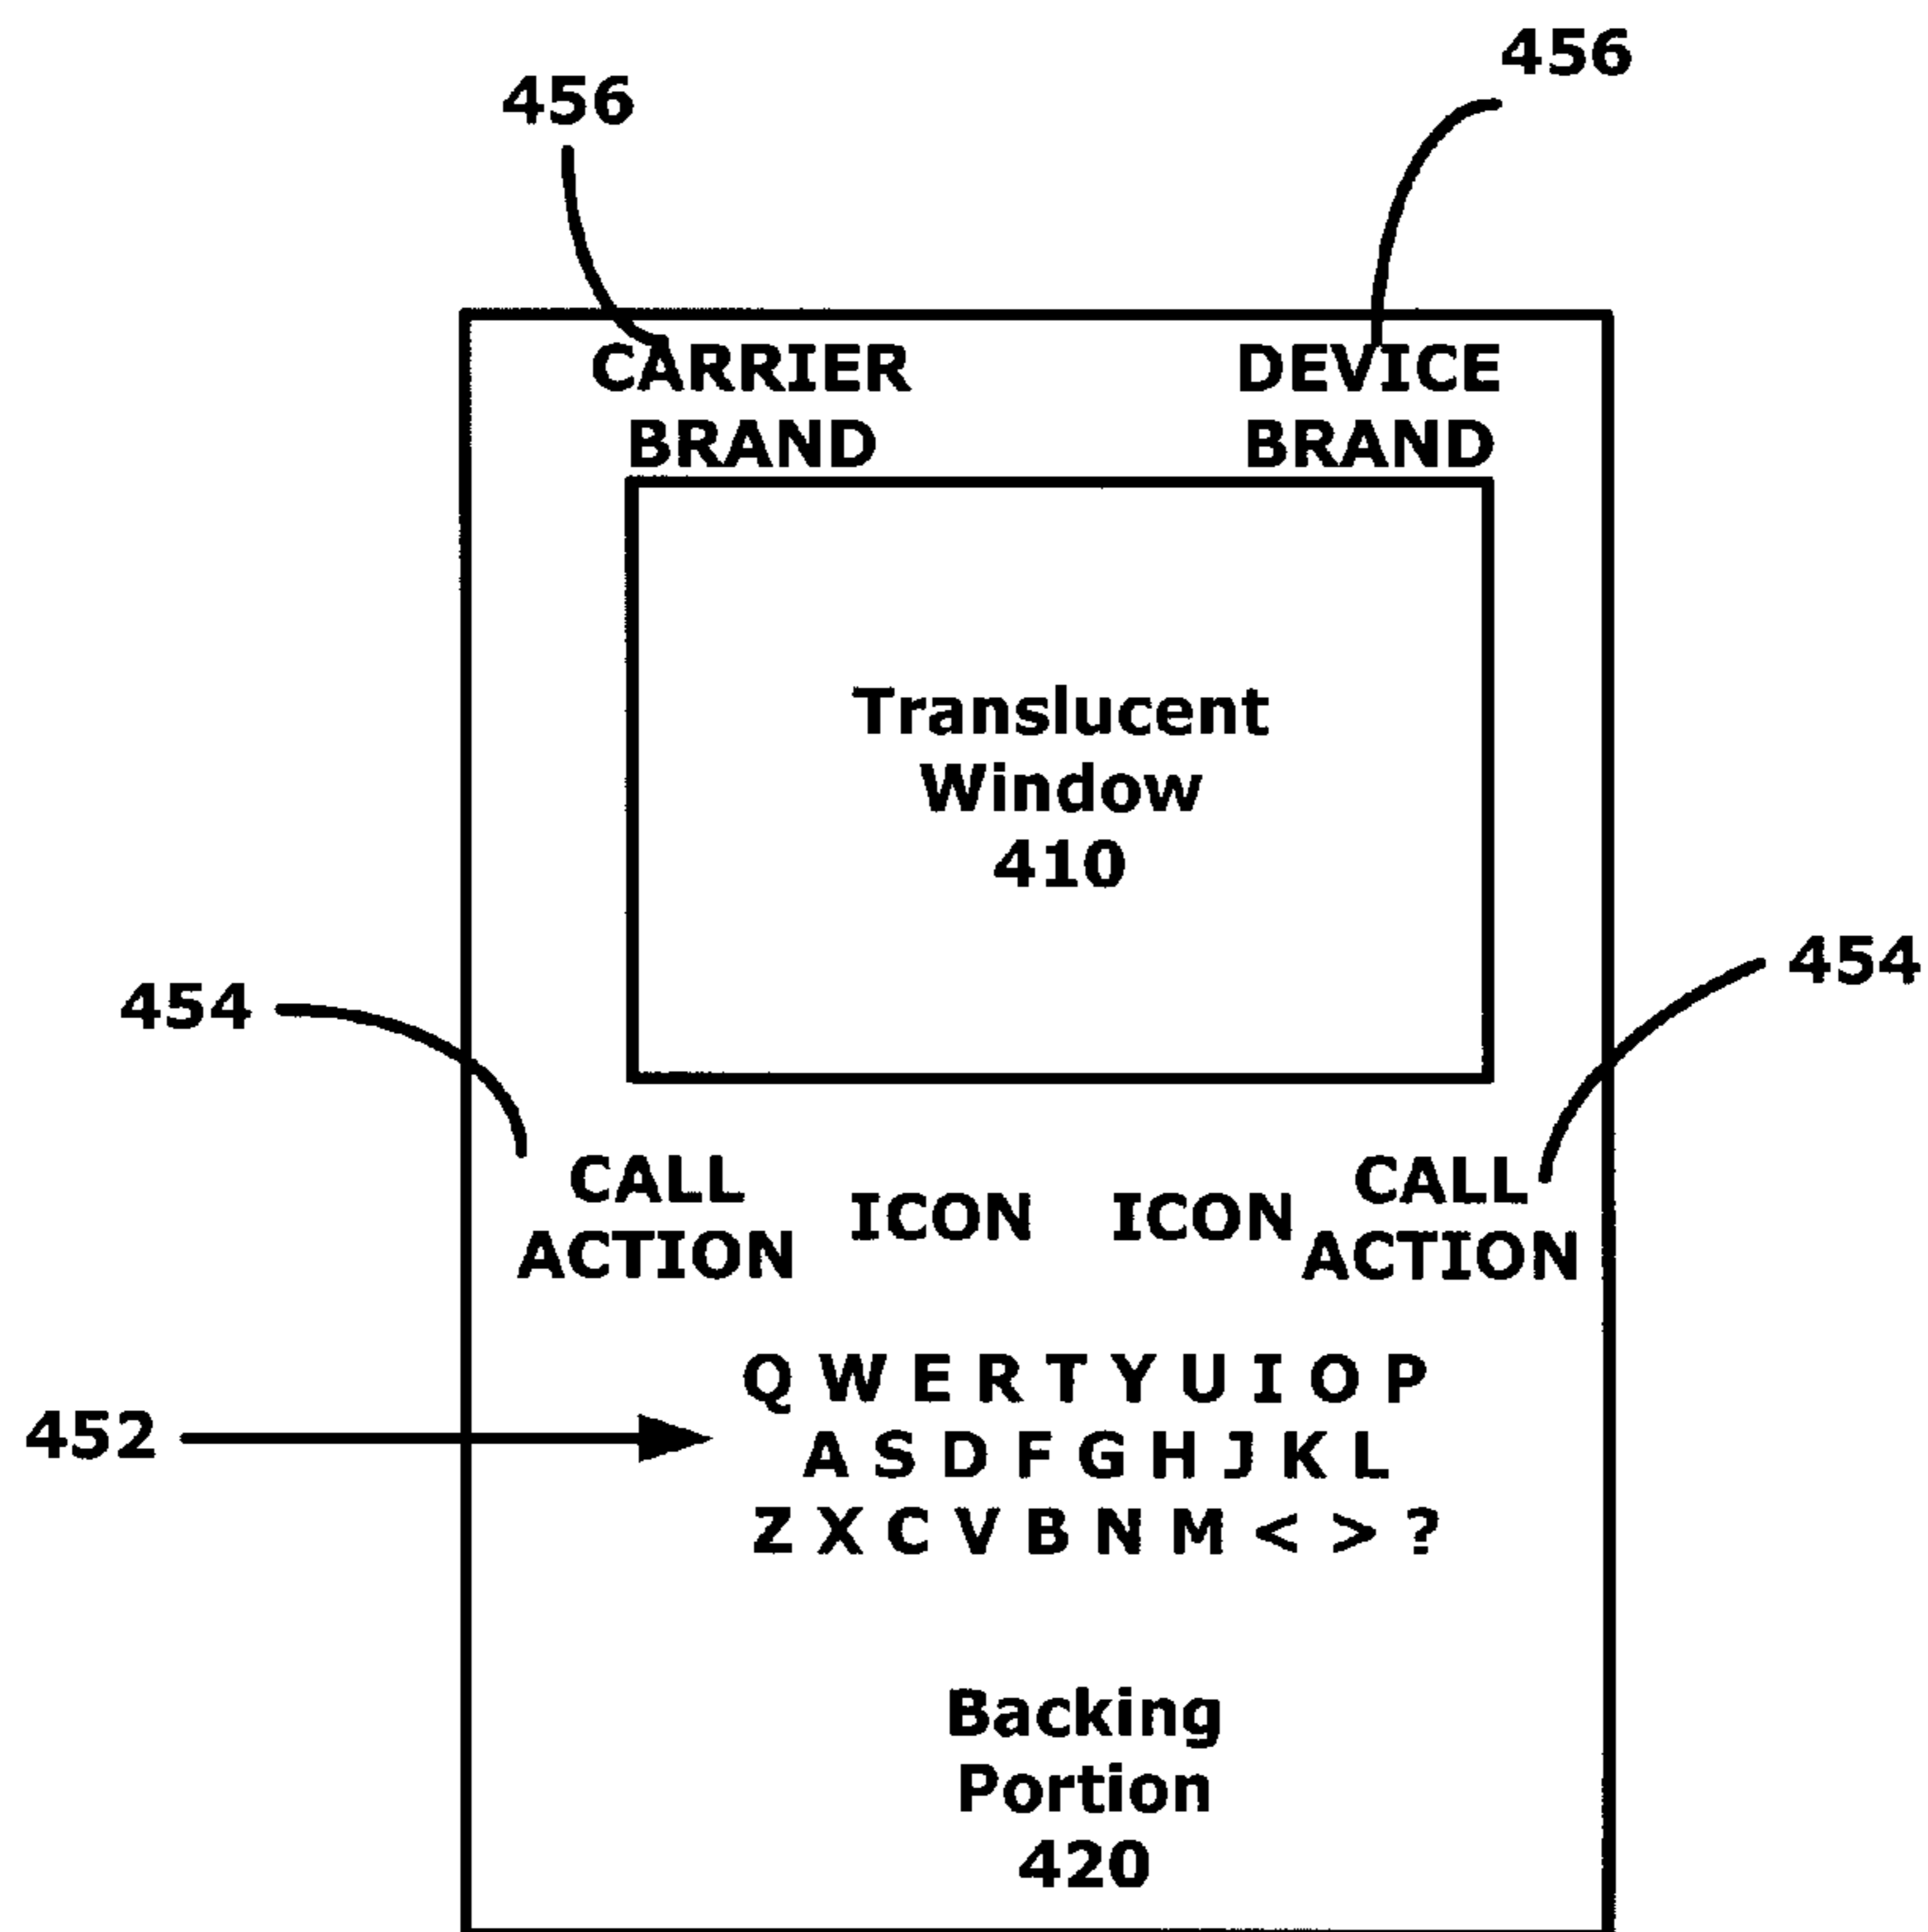 456
456
CARRIER BRAND
DEVICE BRAND
Translucent
Window
410
454
454
CALL ACTION
ICON
ICON
CALL ACTION
Q W E R T Y U I O P
452
A S D F G H J K L
Z X C V B N M < > ?
Backing
Portion
420